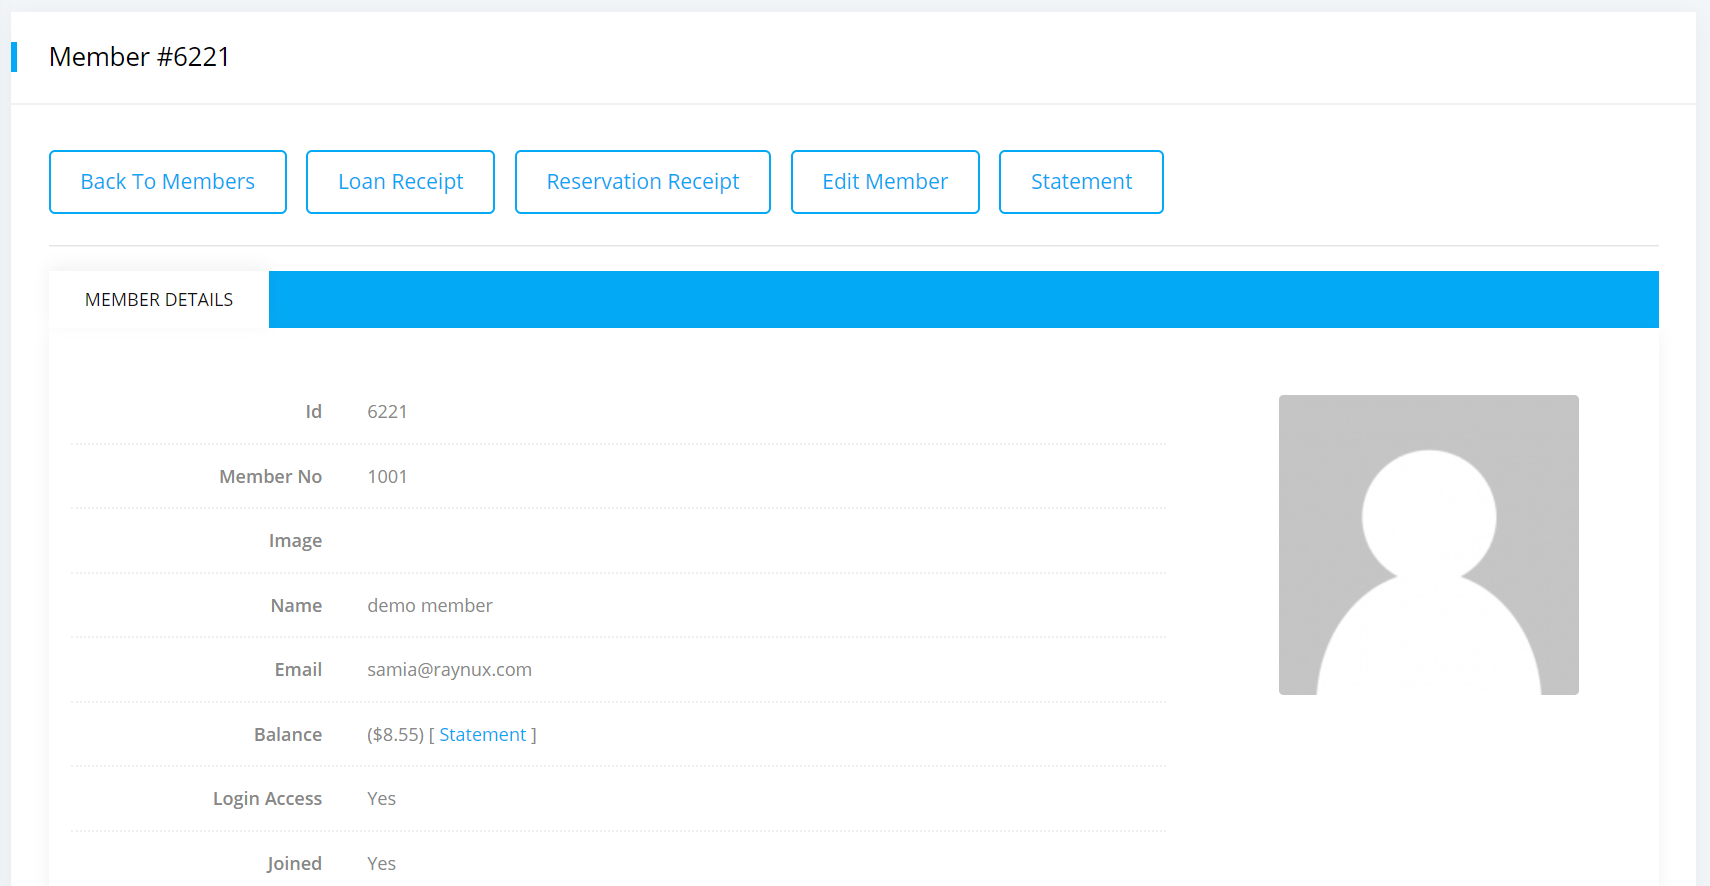 Member #6221
Back To Members Loan Receipt Reservation Receipt Edit Member Statement
MEMBER DETAILS
Id 6221
Member No 1001
Image
Name demo member
Email samia@raynux.com
Balance ($8.55) [ Statement ]
Login Access Yes
Joined Yes